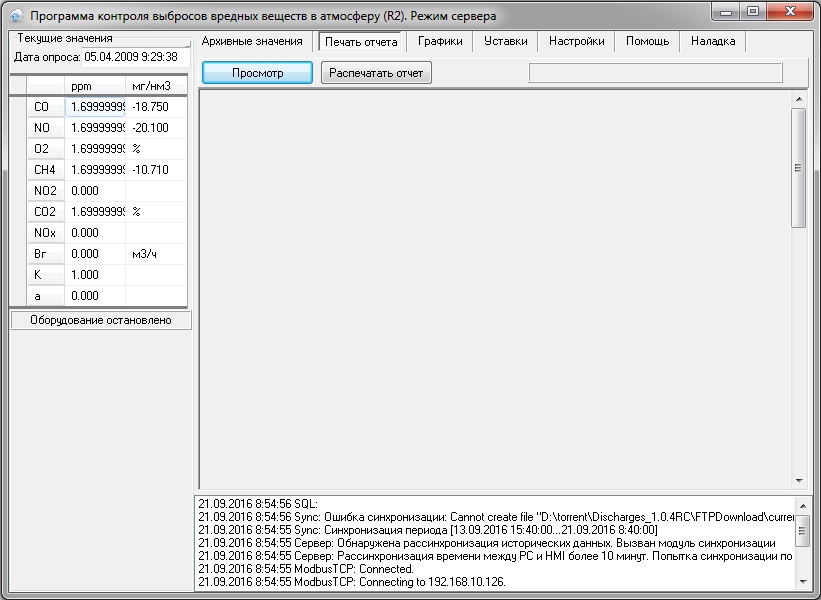 Программа контроля выбросов вредных веществ в атмосферу (R2). Режим сервера
Текущие значения
Дата опроса: 05.04.2009 9:29:38
ppm мг/нм3
CO 1.69999999 -18.750
NO 1.69999999 -20.100
O2 1.69999999 %
CH4 1.69999999 -10.710
NO2 0.000
CO2 1.69999999 %
NOx 0.000
Вг 0.000 м3/ч
K 1.000
a 0.000
Оборудование остановлено
Архивные значения Печать отчета Графики Уставки Настройки Помощь Наладка
Просмотр Распечатать отчет
21.09.2016 8:54:56 SQL:
21.09.2016 8:54:56 Sync: Ошибка синхронизации: Cannot create file "D:\torrent\Discharges_1.0.4RC\FTPDownload\curren
21.09.2016 8:54:55 Sync: Синхронизация периода [13.09.2016 15:40:00...21.09.2016 8:40:00]
21.09.2016 8:54:55 Сервер: Обнаружена рассинхронизация исторических данных. Вызван модуль синхронизации
21.09.2016 8:54:55 Сервер: Рассинхронизация времени между PC и HMI более 10 минут. Попытка синхронизации по
21.09.2016 8:54:55 ModbusTCP: Connected.
21.09.2016 8:54:55 ModbusTCP: Connecting to 192.168.10.126.